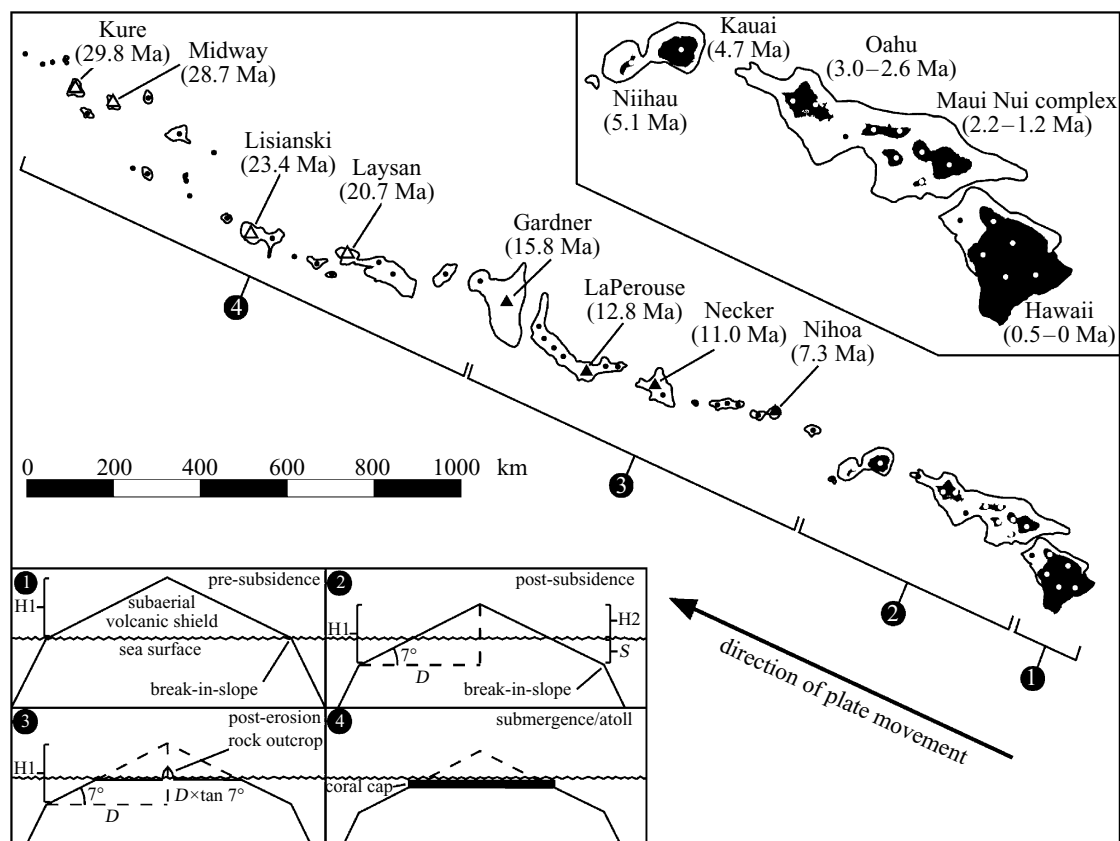 Kure
(29.8 Ma)
Midway
(28.7 Ma)
Lisianski
(23.4 Ma)
Laysan
(20.7 Ma)
Gardner
(15.8 Ma)
LaPerouse
(12.8 Ma)
Necker
(11.0 Ma)
Nihoa
(7.3 Ma)
Kauai
(4.7 Ma)
Niihau
(5.1 Ma)
Oahu
(3.0–2.6 Ma)
Maui Nui complex
(2.2–1.2 Ma)
Hawaii
(0.5–0 Ma)
4
3
2
1
0 200 400 600 800 1000 km
direction of plate movement
1
pre-subsidence
H1
subaerial
volcanic shield
sea surface
break-in-slope
2
post-subsidence
H1
H2
S
7°
D
break-in-slope
3
post-erosion
rock outcrop
H1
7°
D×tan 7°
D
4
submergence/atoll
coral cap